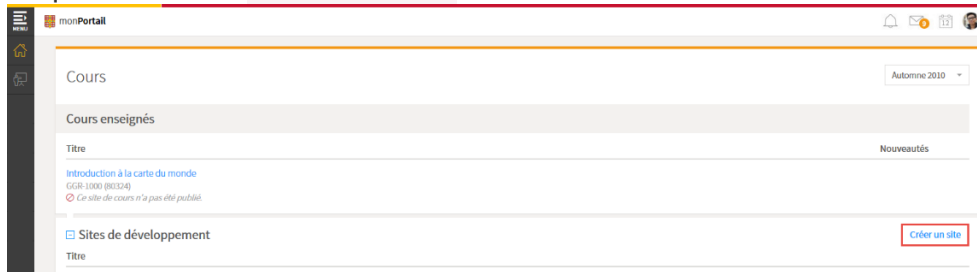 MENU
monPortail
12
Cours
Automne 2010
Cours enseignés
Titre
Nouveautés
Introduction à la carte du monde
GGR-1000 (80324)
Ce site de cours n'a pas été publié.
Sites de développement
Créer un site
Titre